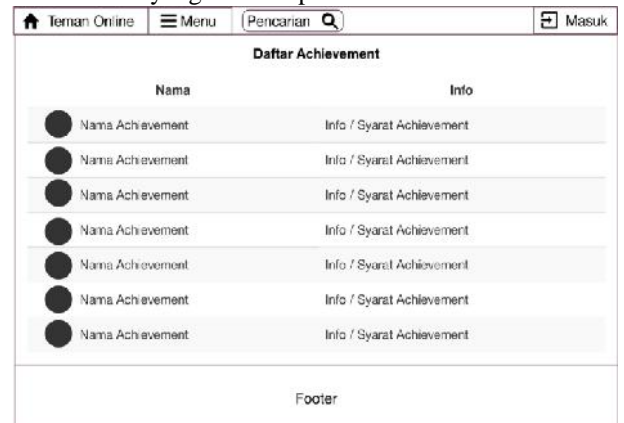 Teman Online Menu Pencarian Masuk
Daftar Achievement
Nama Info
Nama Achievement Info / Syarat Achievement
Nama Achievement Info / Syarat Achievement
Nama Achievement Info / Syarat Achievement
Nama Achievement Info / Syarat Achievement
Nama Achievement Info / Syarat Achievement
Nama Achievement Info / Syarat Achievement
Nama Achievement Info / Syarat Achievement
Footer